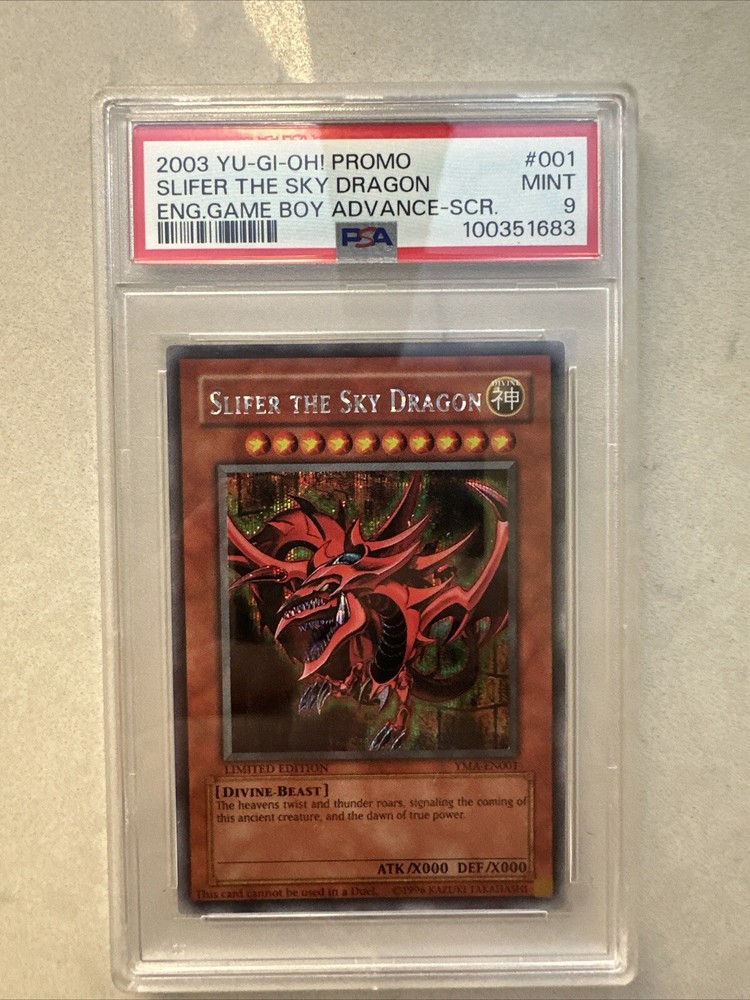 2003 YU-GI-OH! PROMO #001
SLIFER THE SKY DRAGON MINT
ENG.GAME BOY ADVANCE-SCR. 9
PSA 100351683
SLIFER THE SKY DRAGON
DIVINE
神
LIMITED EDITION YMA-EN001
[DIVINE-BEAST]
The heavens twist and thunder roars, signaling the coming of
this ancient creature, and the dawn of true power.
ATK/X000 DEF/X000
This card cannot be used in a Duel. ©1996 KAZUKI TAKAHASHI